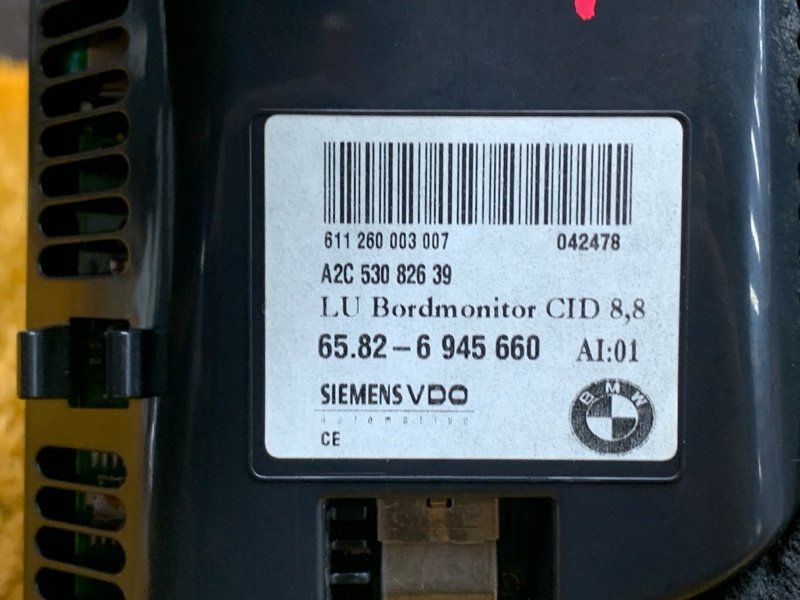 611 260 003 007 042478
A2C 530 826 39
LU Bordmonitor CID 8,8
65.82-6 945 660 AI:01
SIEMENS VDO
Automotive
CE
BMW